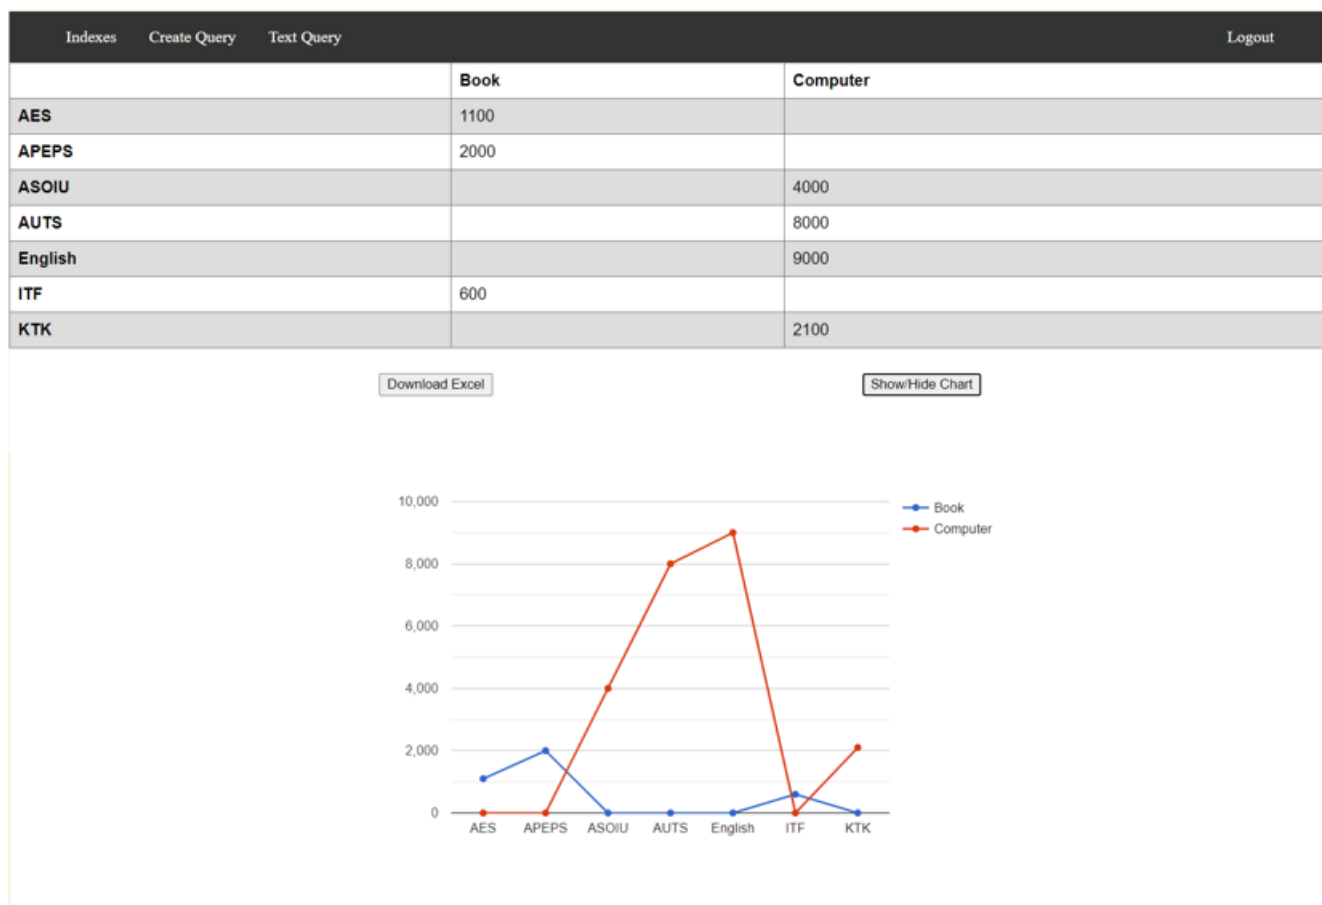 Indexes Create Query Text Query Logout
Book Computer
AES 1100
APEPS 2000
ASOIU 4000
AUTS 8000
English 9000
ITF 600
KTK 2100
Download Excel Show/Hide Chart
10,000
8,000
6,000
4,000
2,000
0
AES APEPS ASOIU AUTS English ITF KTK
Book
Computer